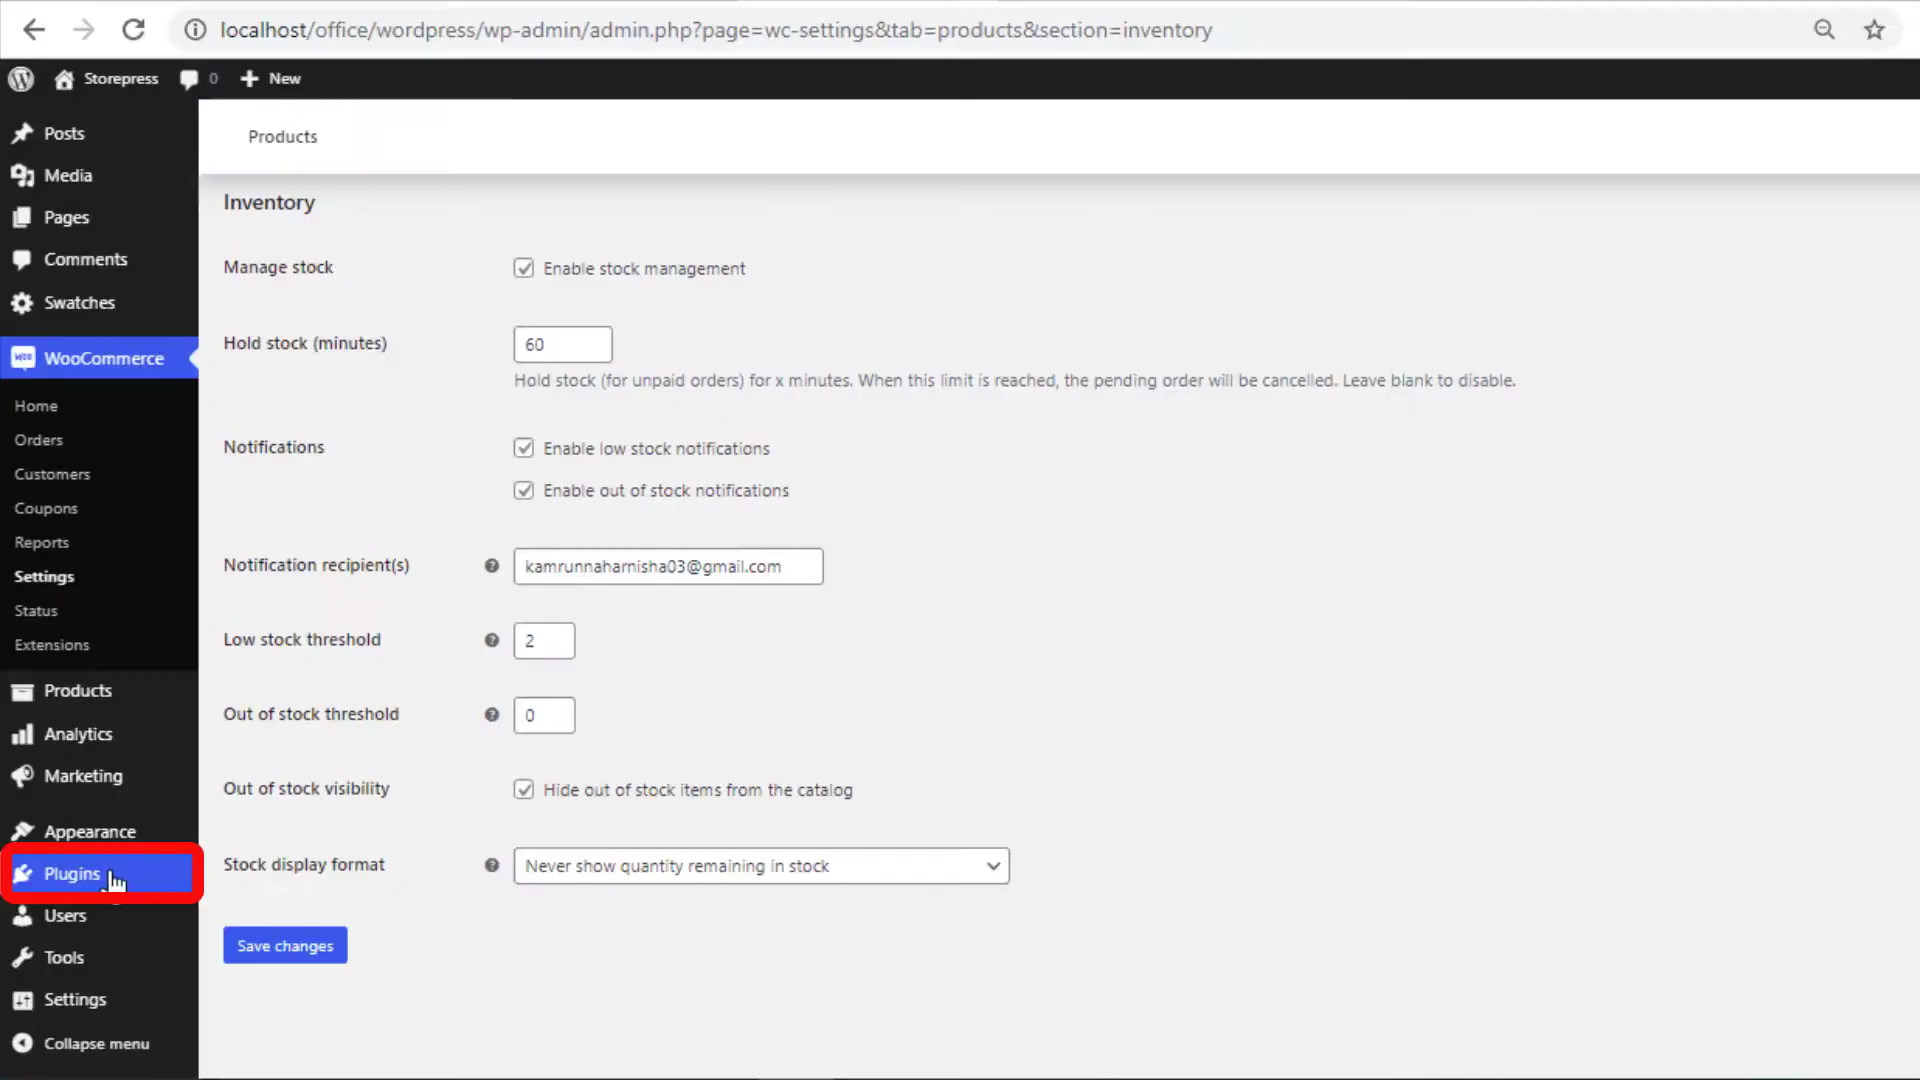 localhost/office/wordpress/wp-admin/admin.php?page=wc-settings&tab=products&section=inventory
Storepress 0 New
Posts
Media
Pages
Comments
Swatches
WooCommerce
Home
Orders
Customers
Coupons
Reports
Settings
Status
Extensions
Products
Analytics
Marketing
Appearance
Plugins
Users
Tools
Settings
Collapse menu
Products
Inventory
Manage stock Enable stock management
Hold stock (minutes) 60
Hold stock (for unpaid orders) for x minutes. When this limit is reached, the pending order will be cancelled. Leave blank to disable.
Notifications Enable low stock notifications
Enable out of stock notifications
Notification recipient(s) kamrunnaharnisha03@gmail.com
Low stock threshold 2
Out of stock threshold 0
Out of stock visibility Hide out of stock items from the catalog
Stock display format Never show quantity remaining in stock
Save changes